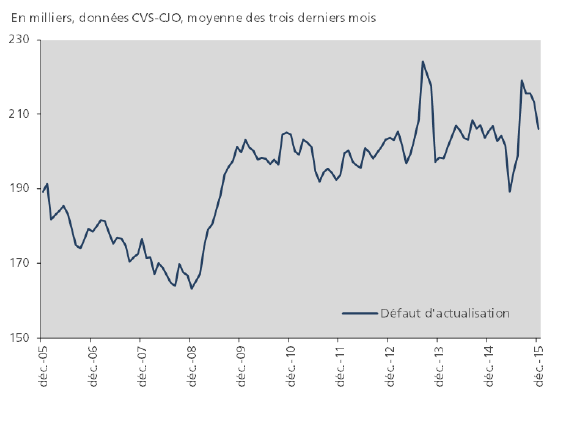 En milliers, données CVS-CJO, moyenne des trois derniers mois
230
210
190
170
150
Défaut d'actualisation
déc.-05
déc.-06
déc.-07
déc.-08
déc.-09
déc.-10
déc.-11
déc.-12
déc.-13
déc.-14
déc.-15